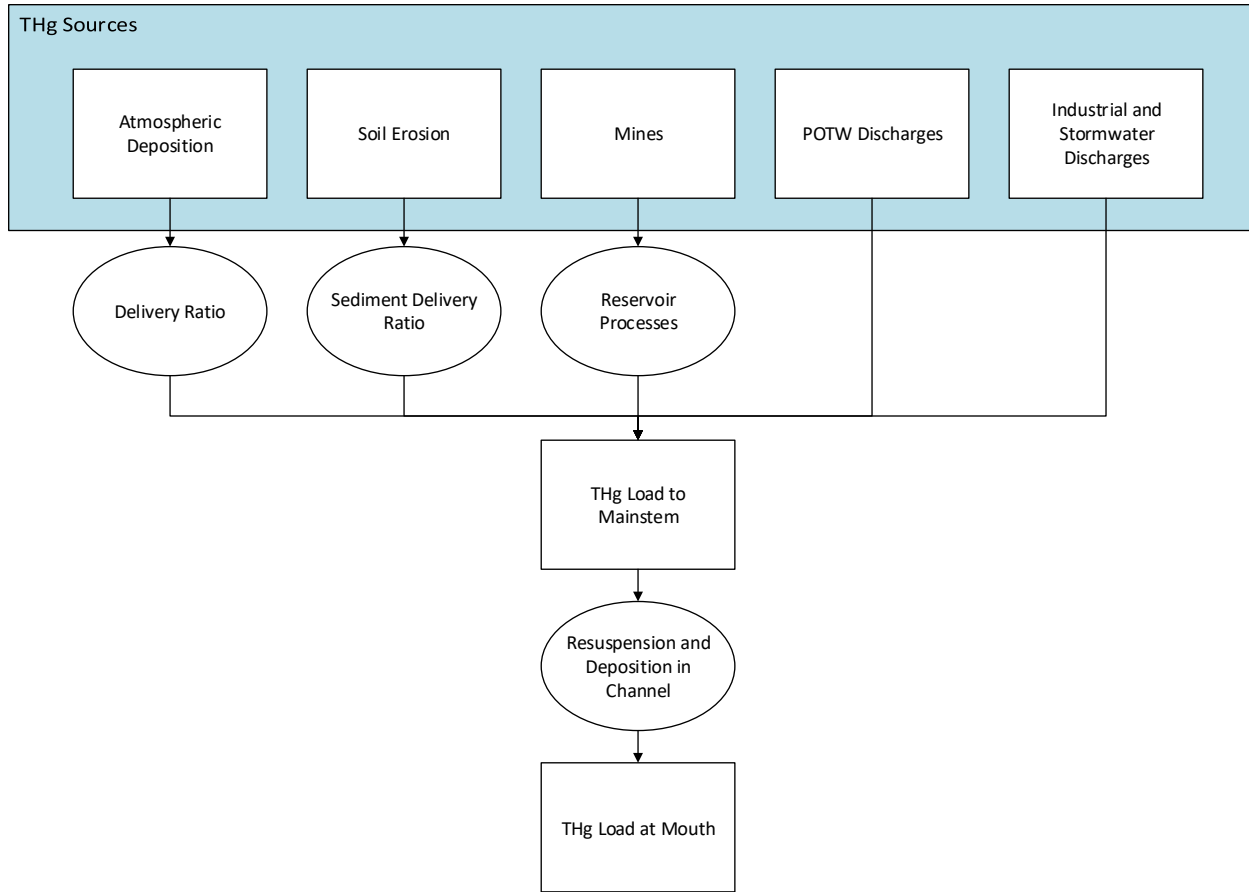 THg Sources
Atmospheric
Deposition
Soil Erosion
Mines
POTW Discharges
Industrial and
Stormwater
Discharges
Delivery Ratio
Sediment Delivery
Ratio
Reservoir
Processes
THg Load to
Mainstem
Resuspension and
Deposition in
Channel
THg Load at Mouth